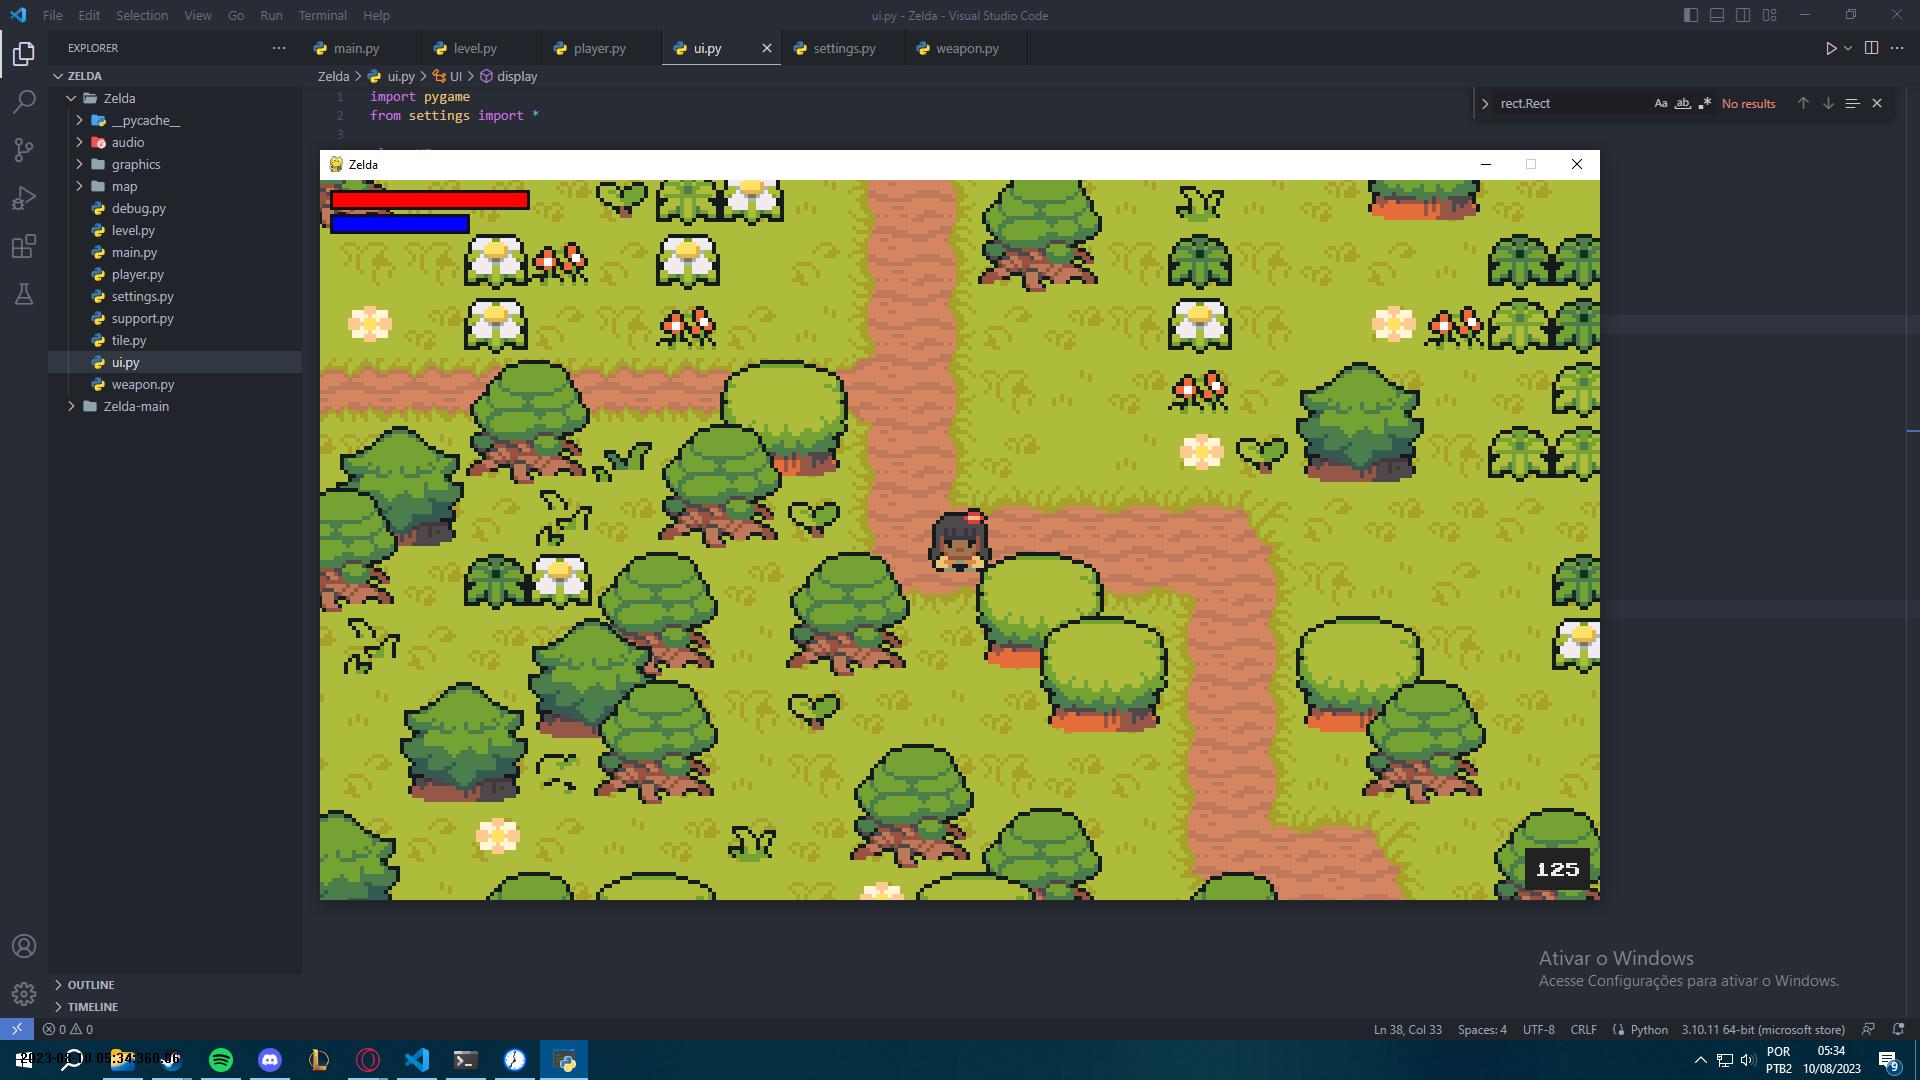 File Edit Selection View Go Run Terminal Help
ui.py - Zelda - Visual Studio Code
EXPLORER
main.py level.py player.py ui.py settings.py weapon.py
ZELDA
Zelda > ui.py > UI > display
Zelda
__pycache__
audio
graphics
map
debug.py
level.py
main.py
player.py
settings.py
support.py
tile.py
ui.py
weapon.py
Zelda-main
1 import pygame
2 from settings import *
3
rect.Rect Aa ab No results
Zelda
125
Ativar o Windows
Acesse Configurações para ativar o Windows.
OUTLINE
TIMELINE
0 0
Ln 38, Col 33 Spaces: 4 UTF-8 CRLF Python 3.10.11 64-bit (microsoft store)
POR
PTB2
05:34
10/08/2023
9